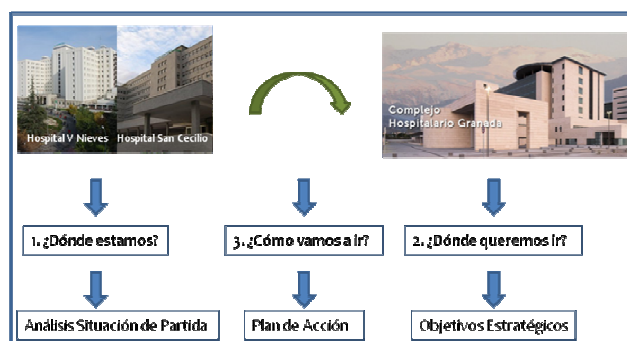 Hospital V Nieves
Hospital San Cecilio
Complejo
Hospitalario Granada
1. ¿Dónde estamos?
3. ¿Cómo vamos a ir?
2. ¿Dónde queremos ir?
Análisis Situación de Partida
Plan de Acción
Objetivos Estratégicos